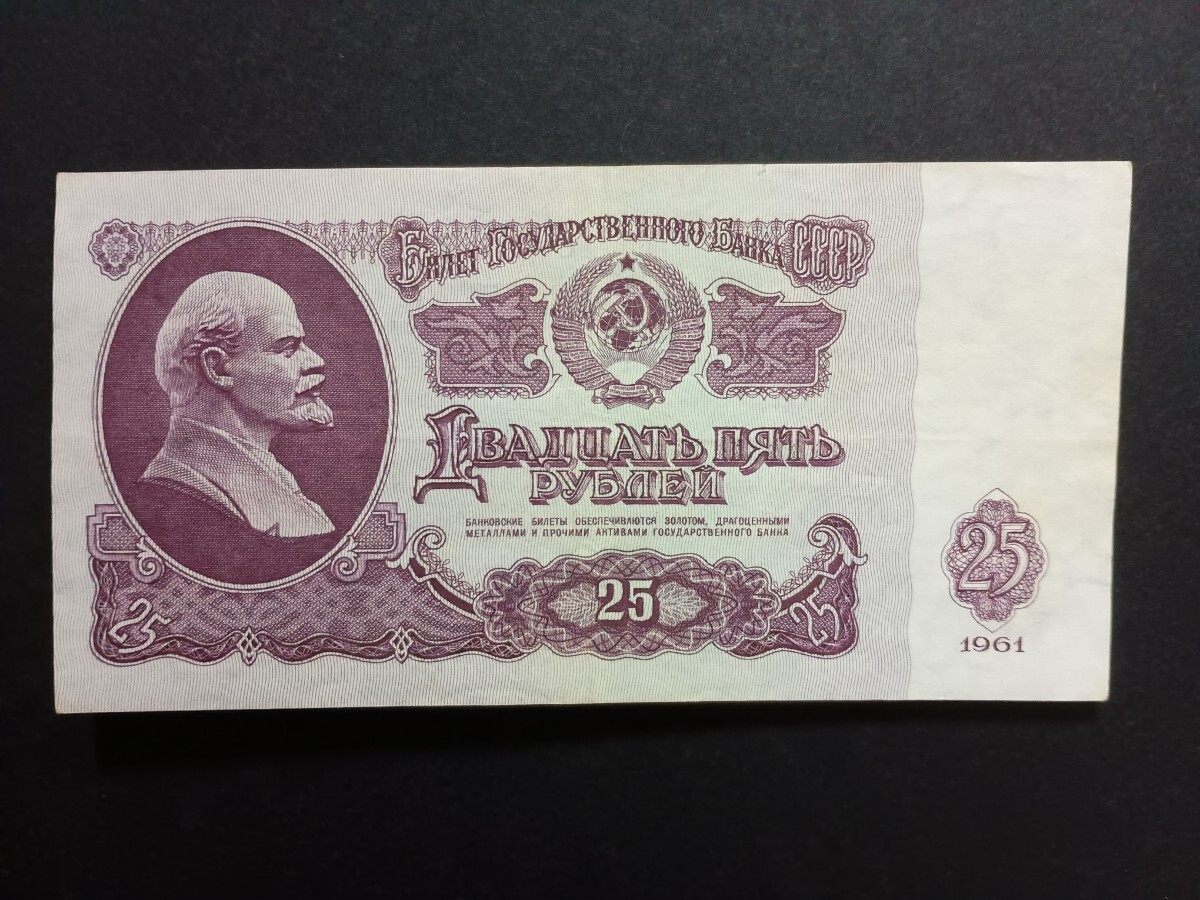 Билет Государственного Банка СССР
Двадцать пять
рублей
БАНКОВСКИЕ БИЛЕТЫ ОБЕСПЕЧИВАЮТСЯ ЗОЛОТОМ, ДРАГОЦЕННЫМИ
МЕТАЛЛАМИ И ПРОЧИМИ АКТИВАМИ ГОСУДАРСТВЕННОГО БАНКА
25
25
25
25
1961